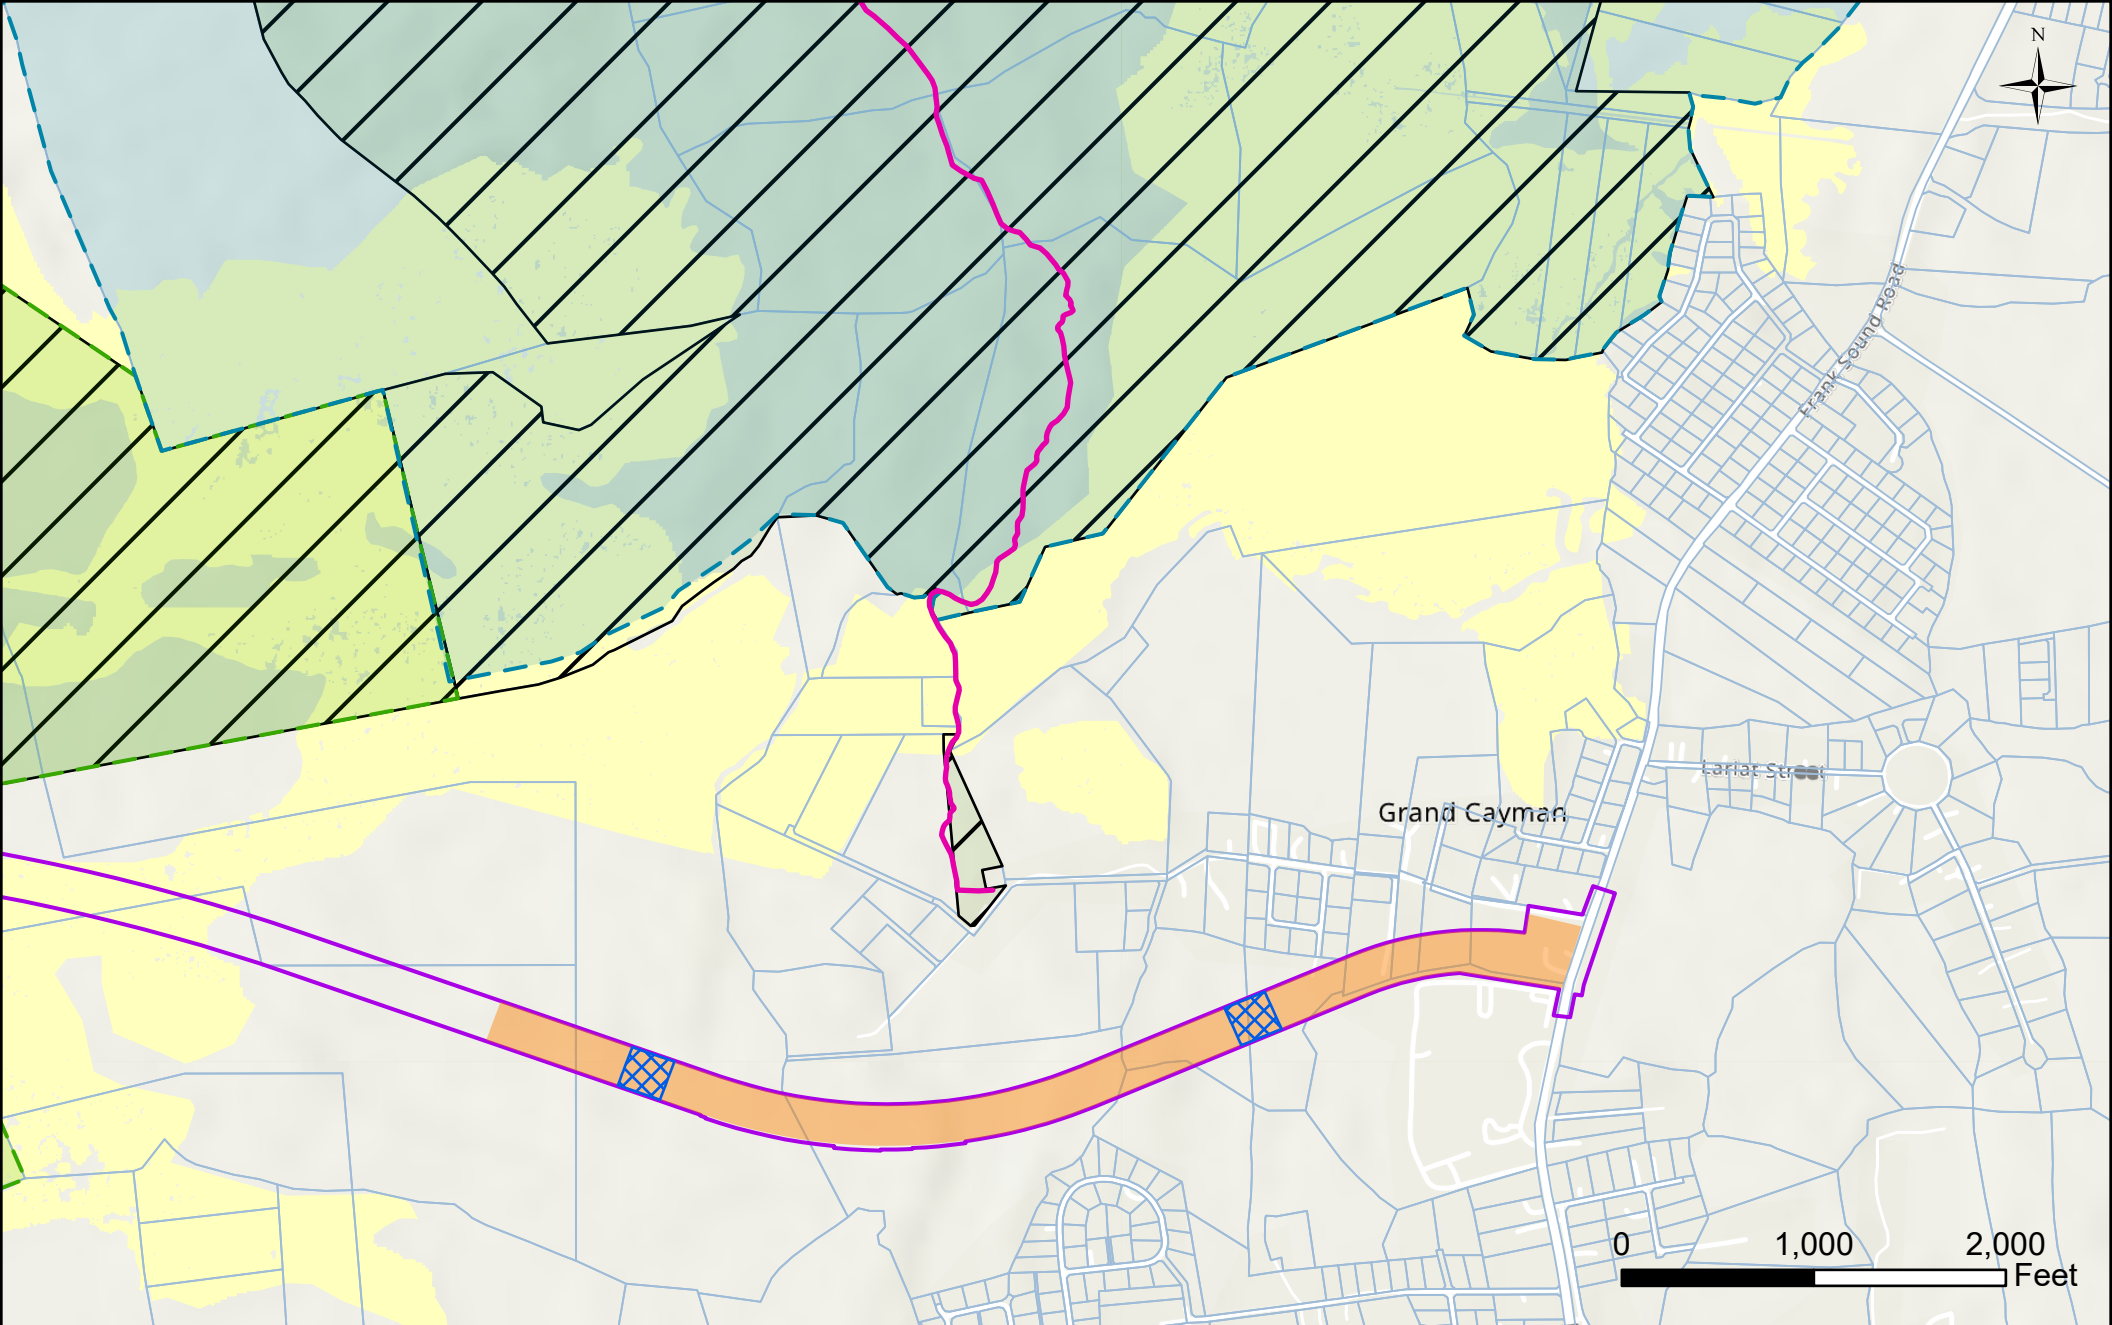 N
Frank Sound Road
Lariat Street
Grand Cayman
0 1,000 2,000
Feet